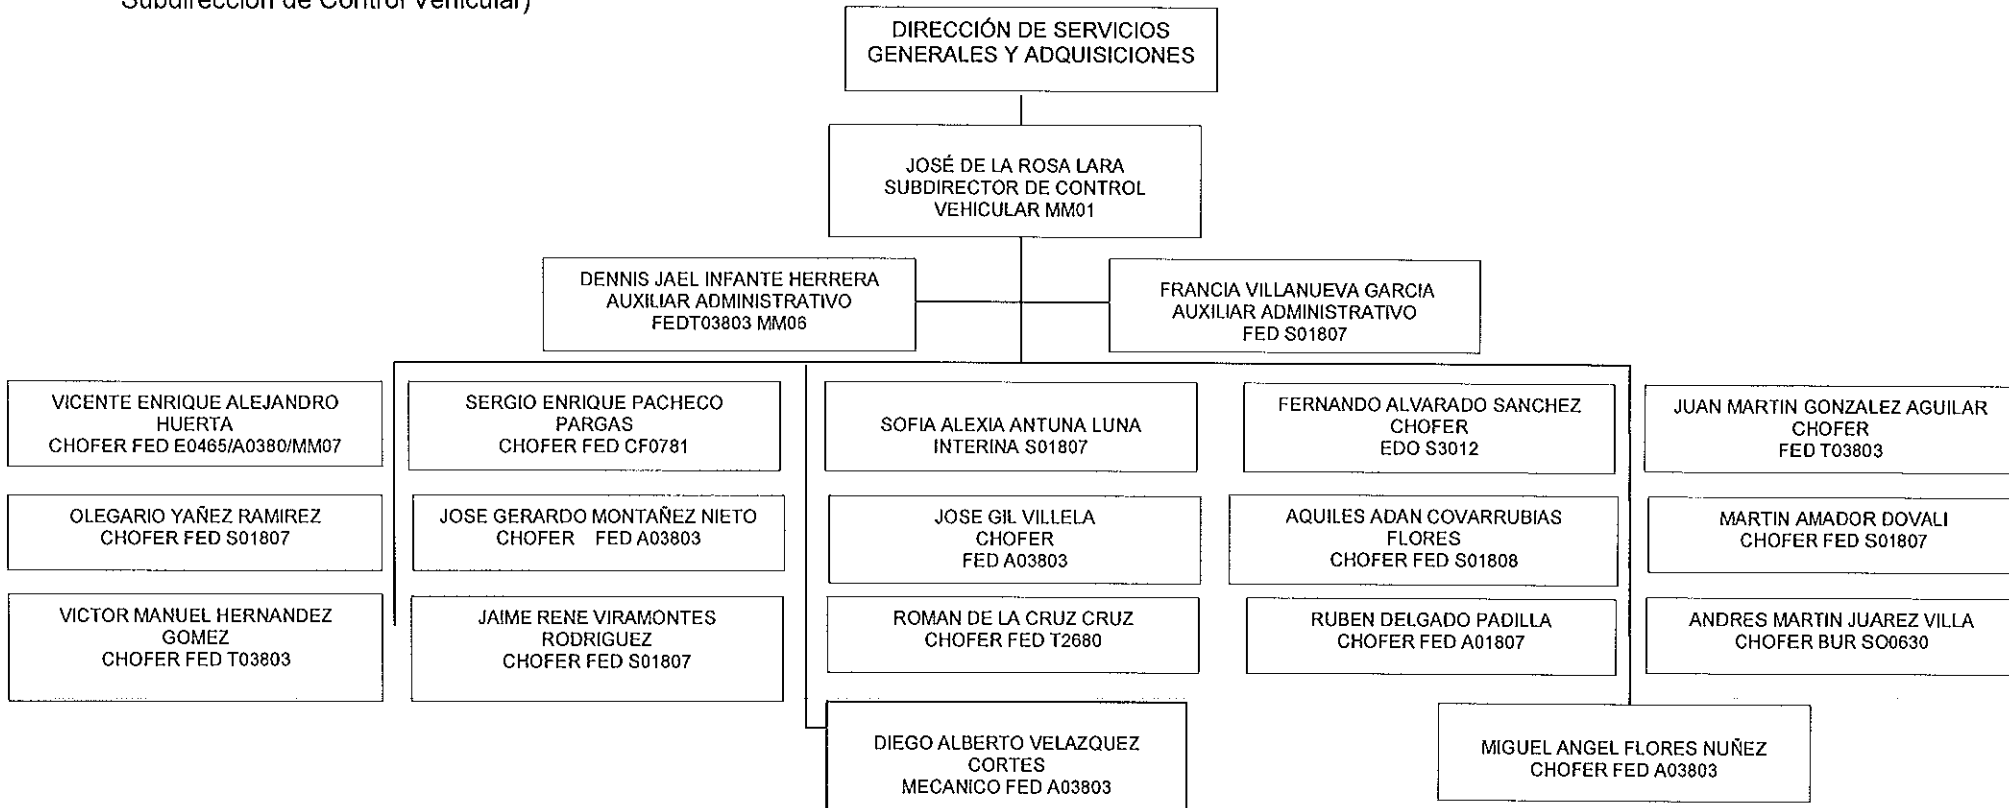 Subdirección de Control Vehicular)
DIRECCIÓN DE SERVICIOS
GENERALES Y ADQUISICIONES
JOSÉ DE LA ROSA LARA
SUBDIRECTOR DE CONTROL
VEHICULAR MM01
DENNIS JAEL INFANTE HERRERA
AUXILIAR ADMINISTRATIVO
FEDT03803 MM06
FRANCIA VILLANUEVA GARCIA
AUXILIAR ADMINISTRATIVO
FED S01807
VICENTE ENRIQUE ALEJANDRO
HUERTA
CHOFER FED E0465/A0380/MM07
SERGIO ENRIQUE PACHECO
PARGAS
CHOFER FED CF0781
SOFIA ALEXIA ANTUNA LUNA
INTERINA S01807
FERNANDO ALVARADO SANCHEZ
CHOFER
EDO S3012
JUAN MARTIN GONZALEZ AGUILAR
CHOFER
FED T03803
OLEGARIO YAÑEZ RAMIREZ
CHOFER FED S01807
JOSE GERARDO MONTAÑEZ NIETO
CHOFER FED A03803
JOSE GIL VILLELA
CHOFER
FED A03803
AQUILES ADAN COVARRUBIAS
FLORES
CHOFER FED S01808
MARTIN AMADOR DOVALI
CHOFER FED S01807
VICTOR MANUEL HERNANDEZ
GOMEZ
CHOFER FED T03803
JAIME RENE VIRAMONTES
RODRIGUEZ
CHOFER FED S01807
ROMAN DE LA CRUZ CRUZ
CHOFER FED T2680
RUBEN DELGADO PADILLA
CHOFER FED A01807
ANDRES MARTIN JUAREZ VILLA
CHOFER BUR SO0630
DIEGO ALBERTO VELAZQUEZ
CORTES
MECANICO FED A03803
MIGUEL ANGEL FLORES NUÑEZ
CHOFER FED A03803